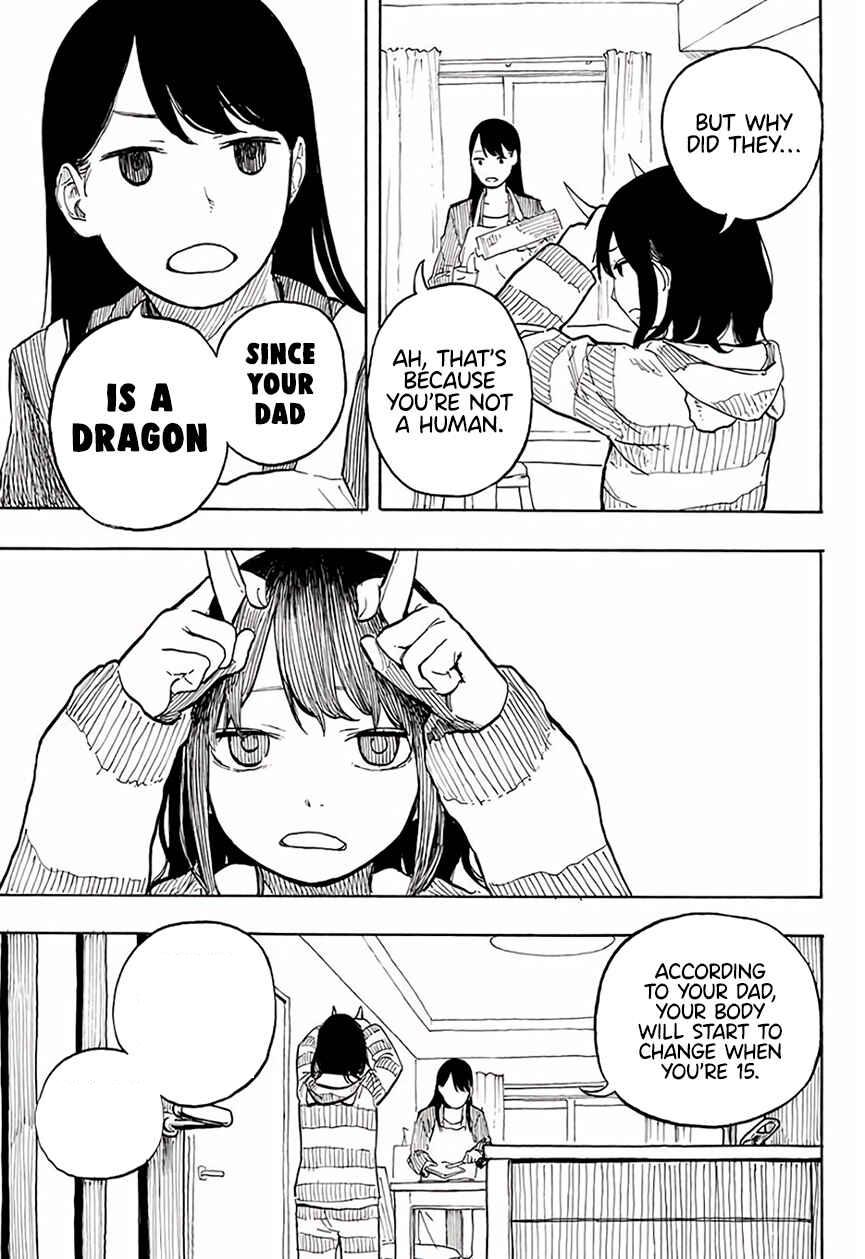 BUT WHY
DID THEY...
AH, THAT'S
BECAUSE
YOU'RE NOT
A HUMAN.
SINCE
YOUR
DAD
IS A
DRAGON
ACCORDING
TO YOUR DAD,
YOUR BODY
WILL START TO
CHANGE WHEN
YOU'RE 15.